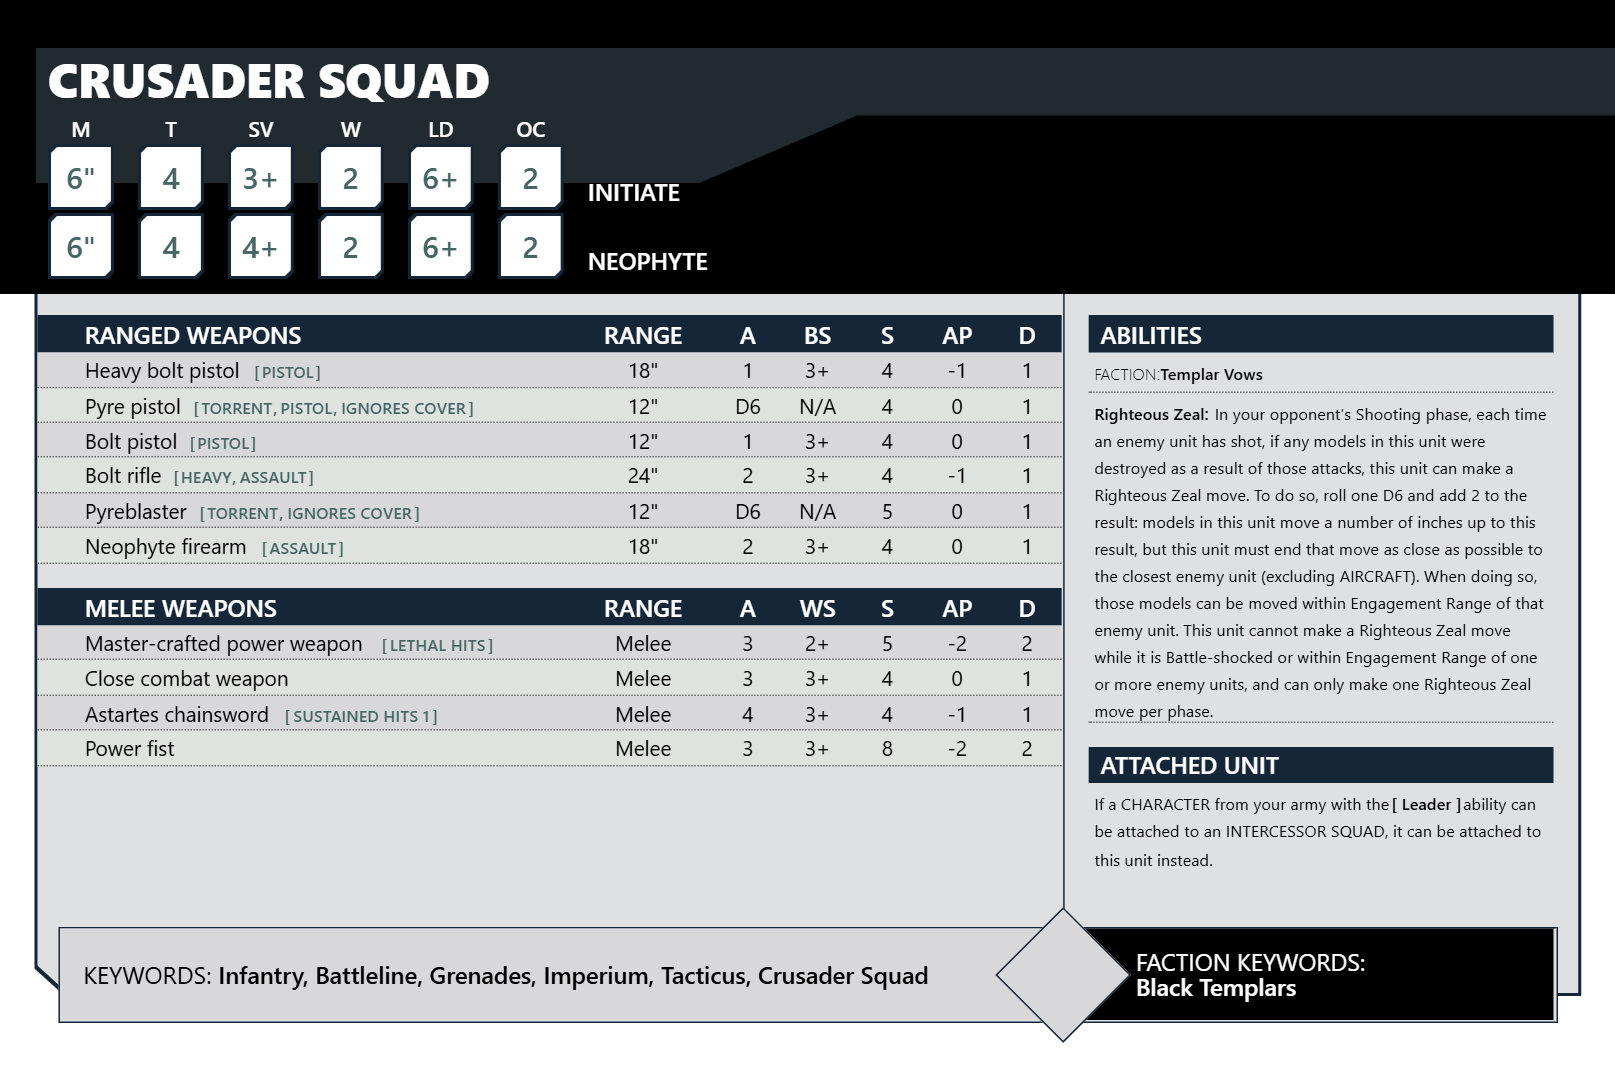 CRUSADER SQUAD
M T SV W LD OC
6" 4 3+ 2 6+ 2 INITIATE
6" 4 4+ 2 6+ 2 NEOPHYTE
RANGED WEAPONS RANGE A BS S AP D
Heavy bolt pistol [PISTOL] 18" 1 3+ 4 -1 1
Pyre pistol [TORRENT, PISTOL, IGNORES COVER] 12" D6 N/A 4 0 1
Bolt pistol [PISTOL] 12" 1 3+ 4 0 1
Bolt rifle [HEAVY, ASSAULT] 24" 2 3+ 4 -1 1
Pyreblaster [TORRENT, IGNORES COVER] 12" D6 N/A 5 0 1
Neophyte firearm [ASSAULT] 18" 2 3+ 4 0 1
MELEE WEAPONS RANGE A WS S AP D
Master-crafted power weapon [LETHAL HITS] Melee 3 2+ 5 -2 2
Close combat weapon Melee 3 3+ 4 0 1
Astartes chainsword [SUSTAINED HITS 1] Melee 4 3+ 4 -1 1
Power fist Melee 3 3+ 8 -2 2
ABILITIES
FACTION:Templar Vows
Righteous Zeal: In your opponent's Shooting phase, each time
an enemy unit has shot, if any models in this unit were
destroyed as a result of those attacks, this unit can make a
Righteous Zeal move. To do so, roll one D6 and add 2 to the
result: models in this unit move a number of inches up to this
result, but this unit must end that move as close as possible to
the closest enemy unit (excluding AIRCRAFT). When doing so,
those models can be moved within Engagement Range of that
enemy unit. This unit cannot make a Righteous Zeal move
while it is Battle-shocked or within Engagement Range of one
or more enemy units, and can only make one Righteous Zeal
move per phase.
ATTACHED UNIT
If a CHARACTER from your army with the [ Leader ] ability can
be attached to an INTERCESSOR SQUAD, it can be attached to
this unit instead.
KEYWORDS: Infantry, Battleline, Grenades, Imperium, Tacticus, Crusader Squad
FACTION KEYWORDS:
Black Templars